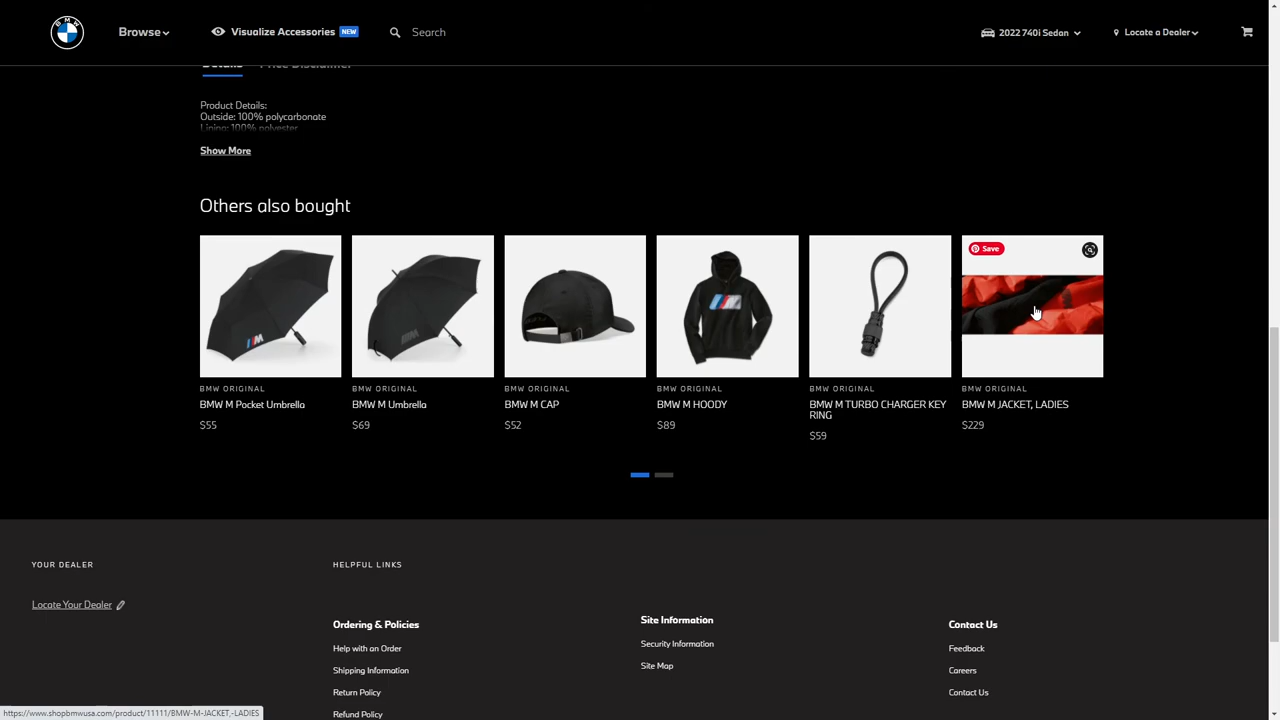 BMW
Browse
Visualize Accessories NEW
Search
2022 740i Sedan
Locate a Dealer
Details Price Disclaimer
Product Details:
Outside: 100% polycarbonate
Lining: 100% polyester
Show More
Others also bought
Save
BMW ORIGINAL
BMW M Pocket Umbrella
$55
BMW ORIGINAL
BMW M Umbrella
$69
BMW ORIGINAL
BMW M CAP
$52
BMW ORIGINAL
BMW M HOODY
$89
BMW ORIGINAL
BMW M TURBO CHARGER KEY
RING
$59
BMW ORIGINAL
BMW M JACKET, LADIES
$229
YOUR DEALER
Locate Your Dealer
HELPFUL LINKS
Ordering & Policies
Help with an Order
Shipping Information
Return Policy
Refund Policy
Site Information
Security Information
Site Map
Contact Us
Feedback
Careers
Contact Us
https://www.shopbmwusa.com/product/11111/BMW-M-JACKET,-LADIES